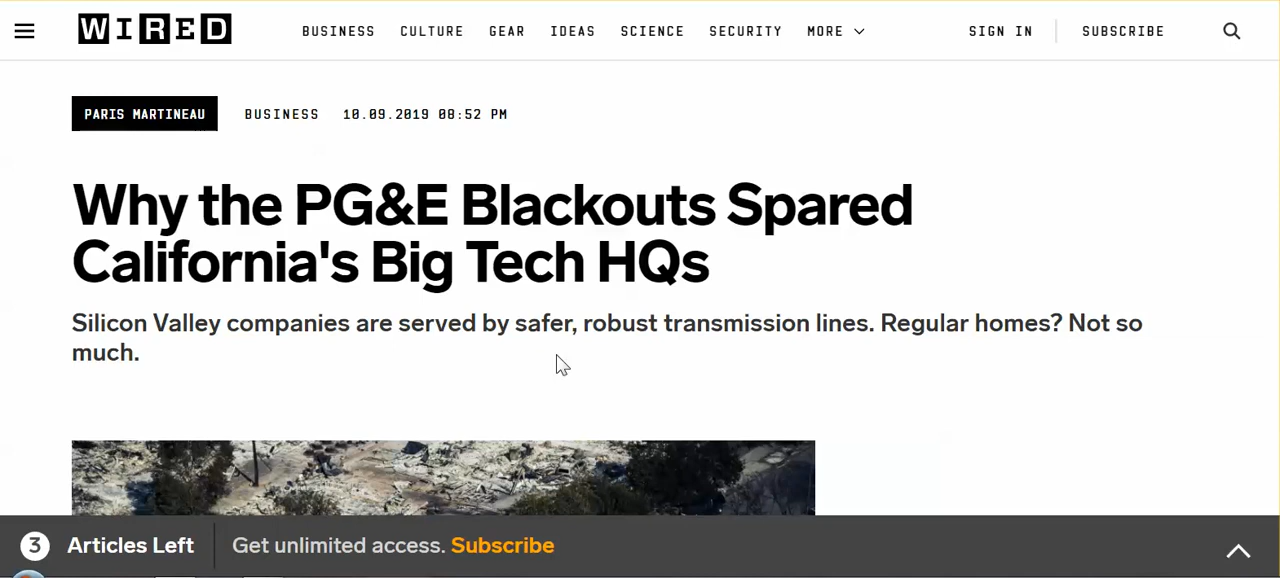 WIRED BUSINESS CULTURE GEAR IDEAS SCIENCE SECURITY MORE SIGN IN SUBSCRIBE
PARIS MARTINEAU BUSINESS 10.09.2019 08:52 PM
Why the PG&E Blackouts Spared
California's Big Tech HQs
Silicon Valley companies are served by safer, robust transmission lines. Regular homes? Not so
much.
3 Articles Left Get unlimited access. Subscribe